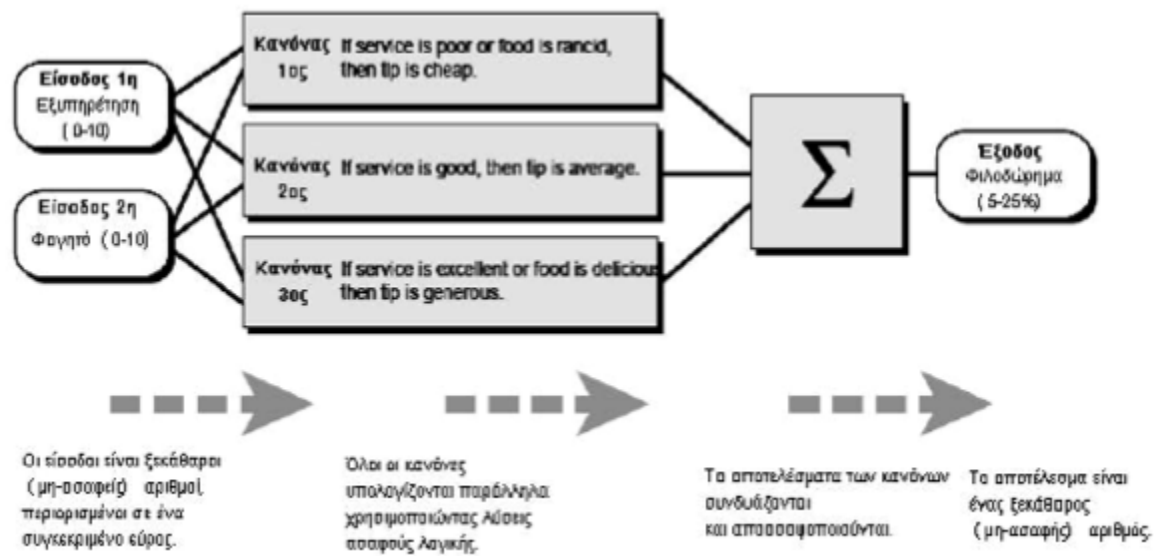 Είσοδος 1η
Εξυπηρέτηση
( 0-10)
Είσοδος 2η
Φαγητό ( 0-10)
Κανόνας If service is poor or food is rancid,
1ος then tip is cheap.
Κανόνας If service is good, then tip is average.
2ος
Κανόνας If service is excellent or food is delicious
3ος then tip is generous.
Σ
Έξοδος
Φιλοδώρημα
( 5-25%)
Οι είσοδοι είναι ξεκάθαροι
( μη-ασαφείς) αριθμοί,
περιορισμένοι σε ένα
συγκεκριμένο εύρος.
Όλοι οι κανόνες
υπολογίζονται παράλληλα
χρησιμοποιώντας λύσεις
ασαφούς λογικής.
Τα αποτελέσματα των κανόνων
συνδυάζονται
και αποασαφοποιούνται.
Το αποτέλεσμα είναι
ένας ξεκάθαρος
( μη-ασαφής) αριθμός.